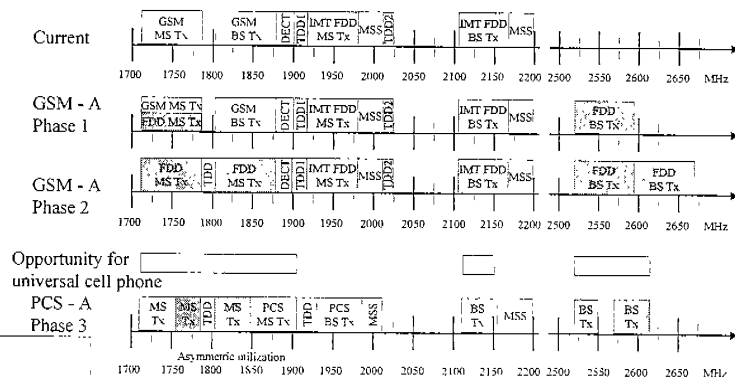 Current
GSM MS Tx
GSM BS Tx
DECT
TDD1
IMT FDD MS Tx
MSS
TDD2
IMT FDD BS Tx
MSS
1700 1750 1800 1850 1900 1950 2000 2050 2100 2150 2200 2500 2550 2600 2650 MHz
GSM - A Phase 1
GSM MS Tx
FDD MS Tx
GSM BS Tx
DECT
TDD1
IMT FDD MS Tx
MSS
TDD2
IMT FDD BS Tx
MSS
FDD BS Tx
GSM - A Phase 2
FDD MS Tx
TDD
FDD MS Tx
DECT
TDD1
IMT FDD MS Tx
MSS
TDD2
IMT FDD BS Tx
MSS
FDD BS Tx
FDD BS Tx
1700 1750 1800 1850 1900 1950 2000 2050 2100 2150 2200 2500 2550 2600 2650 MHz
Opportunity for universal cell phone
PCS - A Phase 3
MS Tx
MS Tx
TDD
MS Tx
PCS MS Tx
TDD
PCS BS Tx
MSS
BS Tx
MSS
BS Tx
BS Tx
Asymmetric utilization
1700 1750 1800 1850 1900 1950 2000 2050 2100 2150 2200 2500 2550 2600 2650 MHz